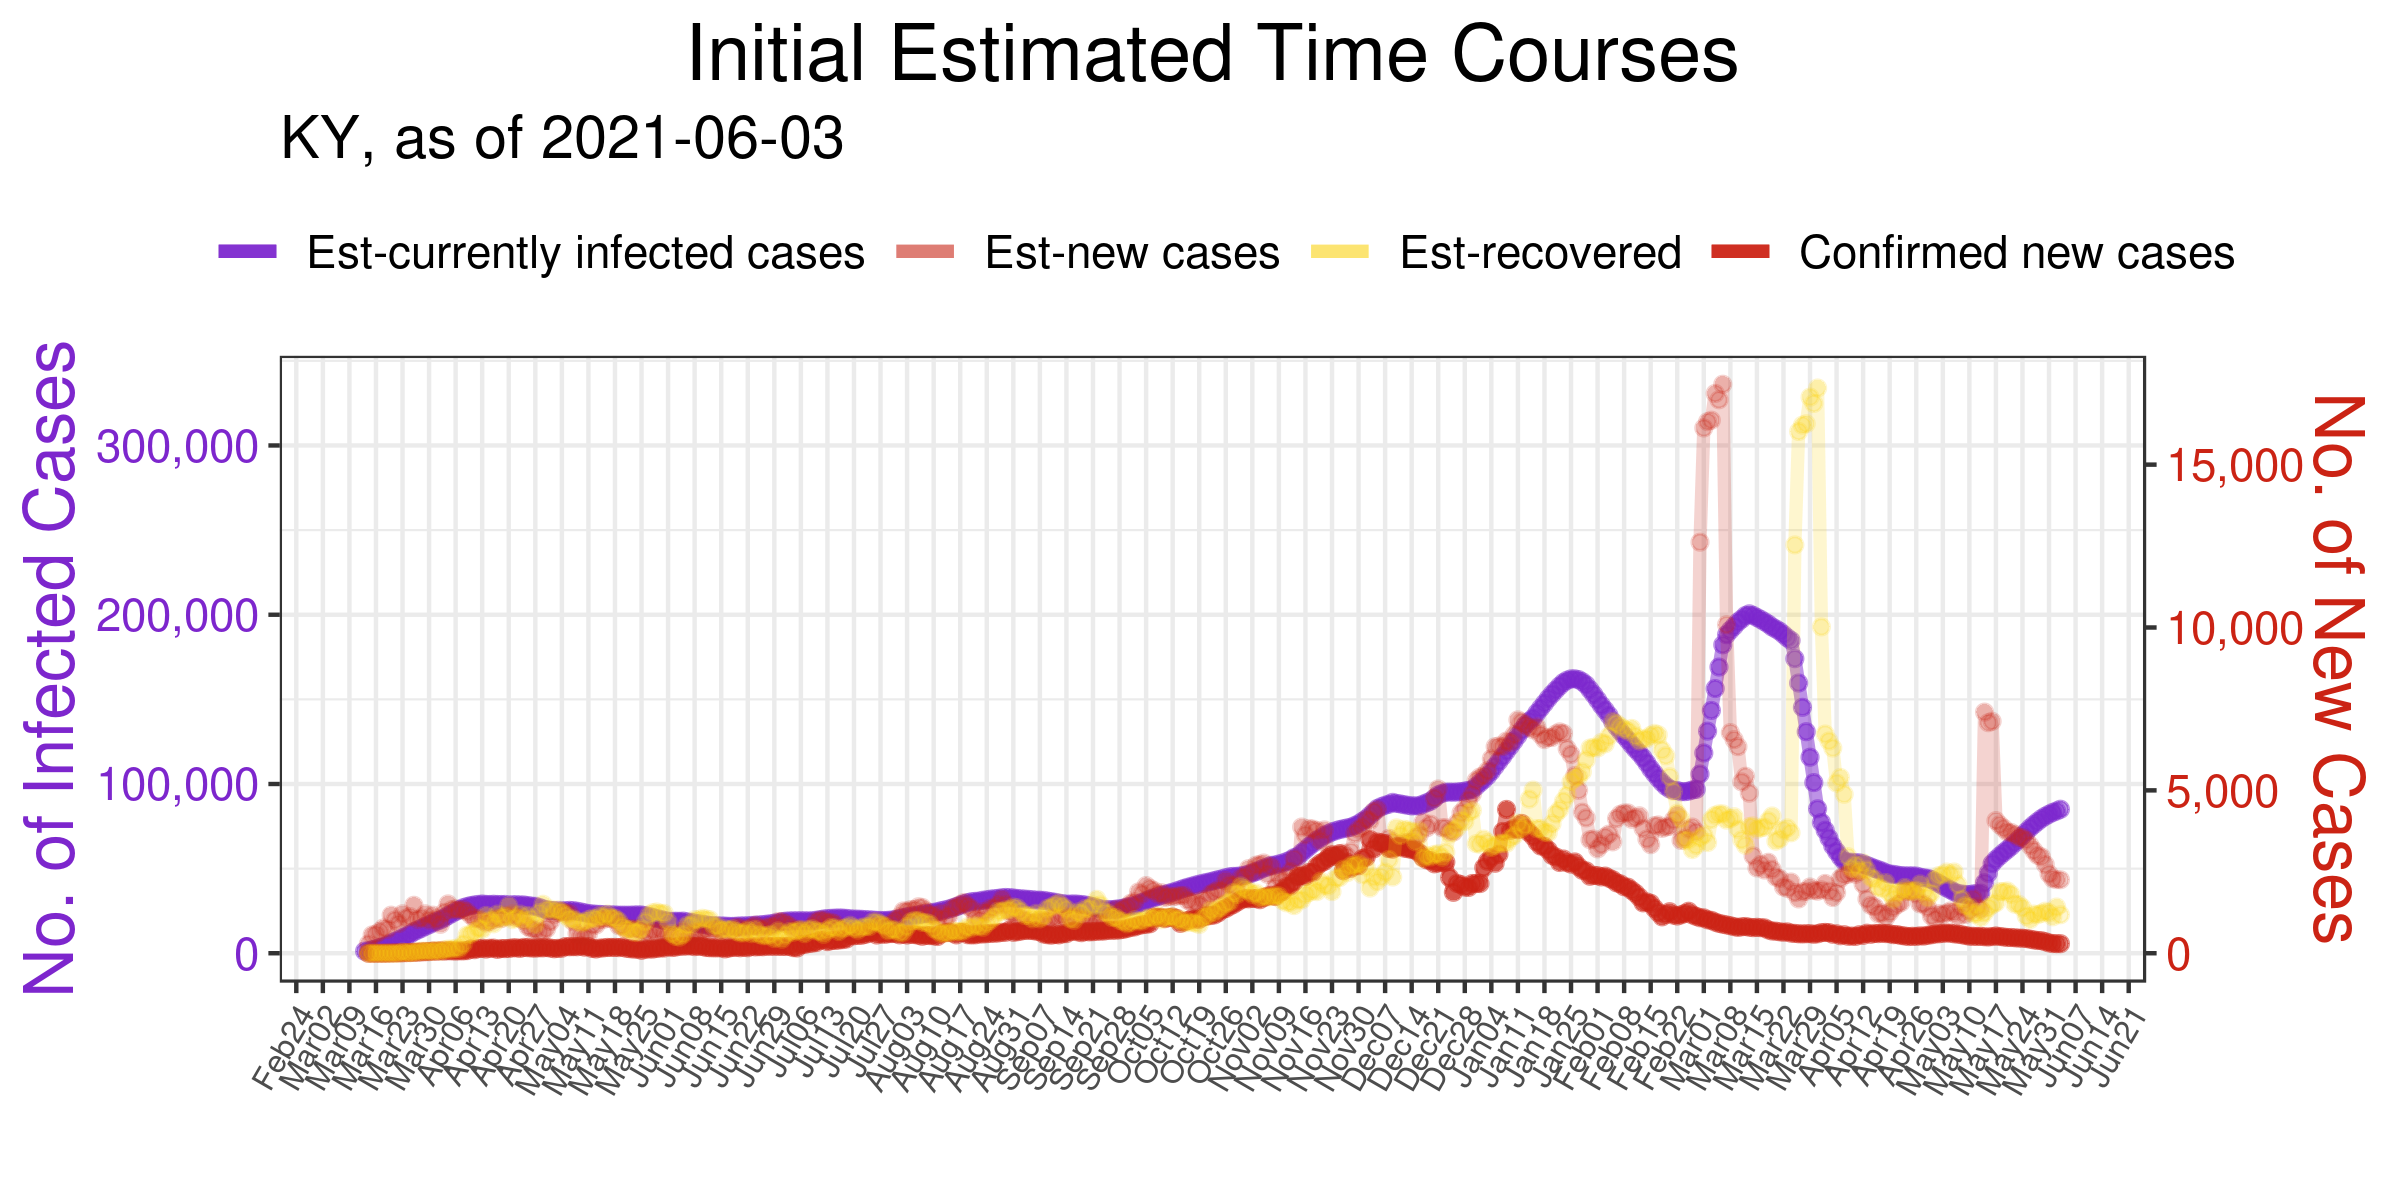 Initial Estimated Time Courses
KY, as of 2021-06-03
Est-currently infected cases Est-new cases Est-recovered Confirmed new cases
No. of Infected Cases
300,000
200,000
100,000
0
15,000
10,000
5,000
0
No. of New Cases
Feb24 Mar02 Mar09 Mar16 Mar23 Mar30 Apr06 Apr13 Apr20 Apr27 May04 May11 May18 May25 Jun01 Jun08 Jun15 Jun22 Jun29 Jul06 Jul13 Jul20 Jul27 Aug03 Aug10 Aug17 Aug24 Aug31 Sep07 Sep14 Sep21 Sep28 Oct05 Oct12 Oct19 Oct26 Nov02 Nov09 Nov16 Nov23 Nov30 Dec07 Dec14 Dec21 Dec28 Jan04 Jan11 Jan18 Jan25 Feb01 Feb08 Feb15 Feb22 Mar01 Mar08 Mar15 Mar22 Mar29 Apr05 Apr12 Apr19 Apr26 May03 May10 May17 May24 May31 Jun07 Jun14 Jun21